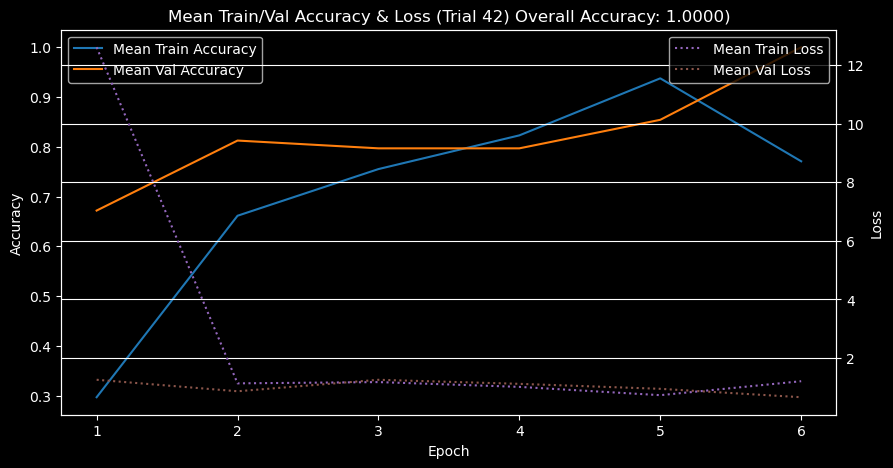 Mean Train/Val Accuracy & Loss (Trial 42) Overall Accuracy: 1.0000)
Mean Train Accuracy
Mean Val Accuracy
Mean Train Loss
Mean Val Loss
1.0
0.9
0.8
0.7
0.6
0.5
0.4
0.3
Accuracy
12
10
8
6
4
2
Loss
1 2 3 4 5 6
Epoch